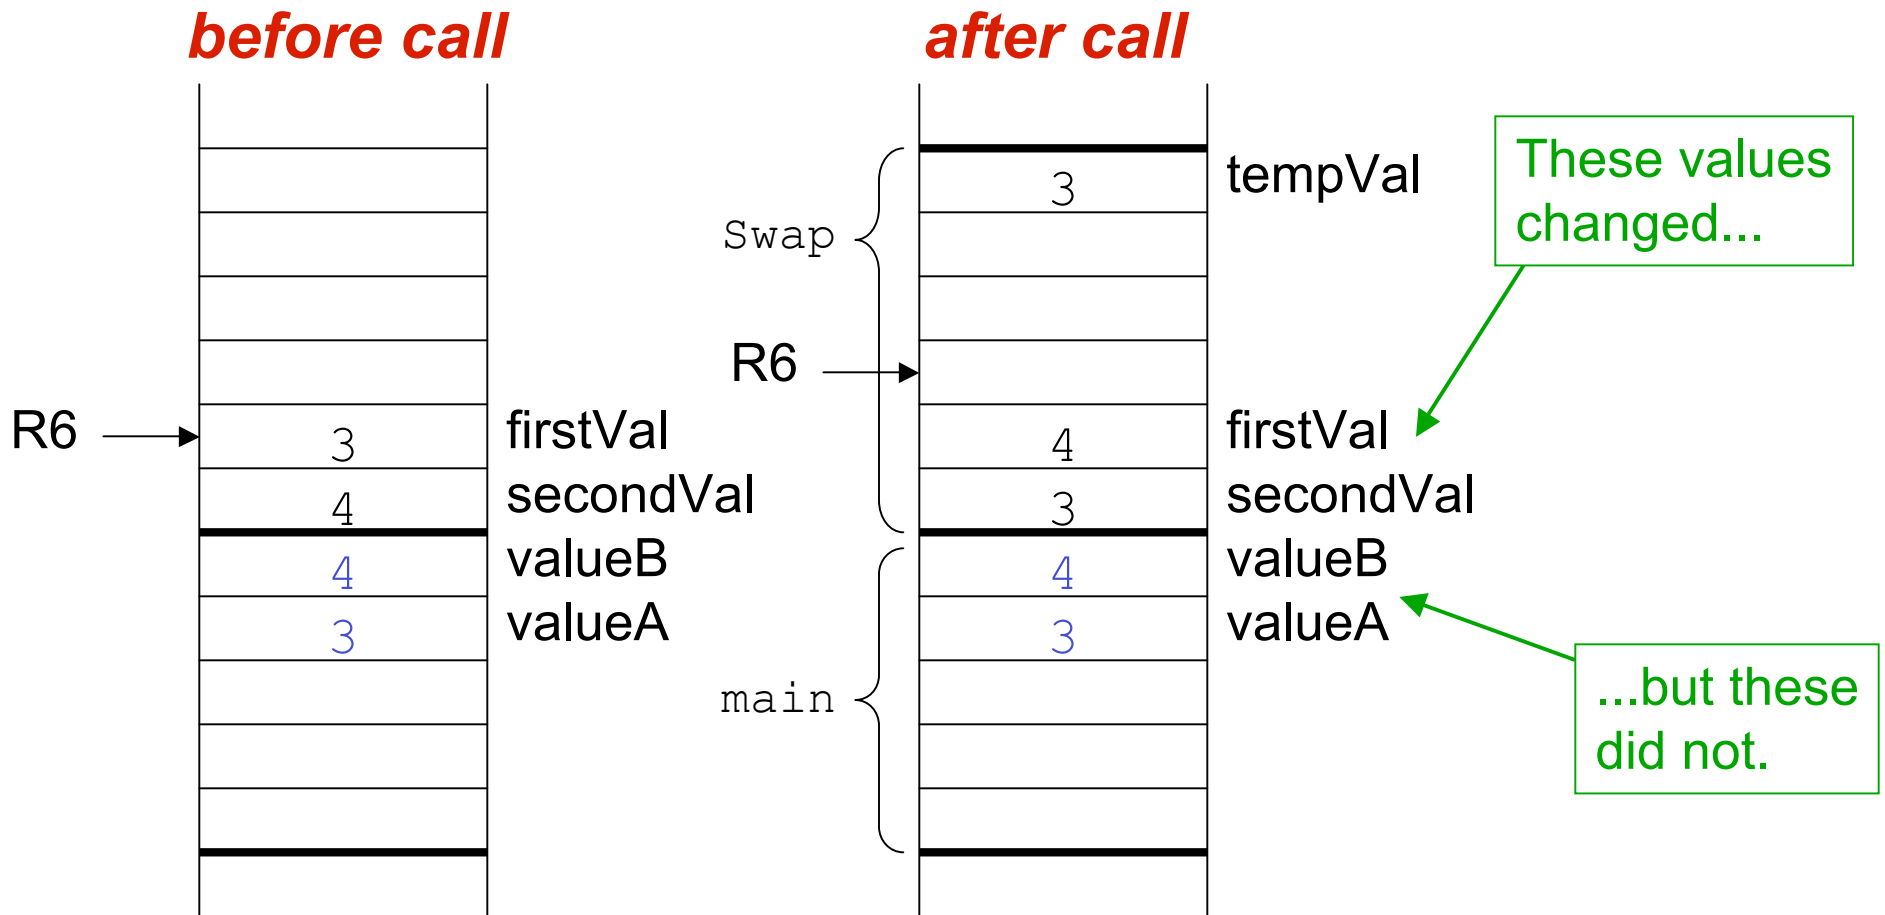 before call
R6
3 firstVal
4 secondVal
4 valueB
3 valueA
after call
Swap
3 tempVal
R6
4 firstVal
3 secondVal
main
4 valueB
3 valueA
These values
changed...
...but these
did not.